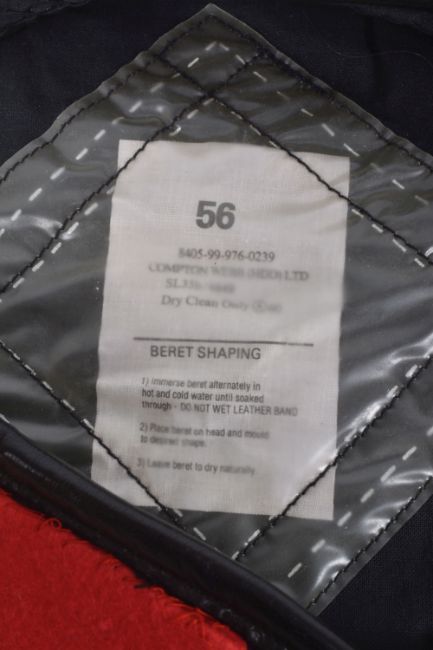 56
8405-99-976-0239
COMPTON WEBB (HDD) LTD
Dry Clean Only
BERET SHAPING
1) Immerse beret alternately in
hot and cold water until soaked
through - DO NOT WET LEATHER BAND
2) Place beret on head and mould
to desired shape.
3) Leave beret to dry naturally.